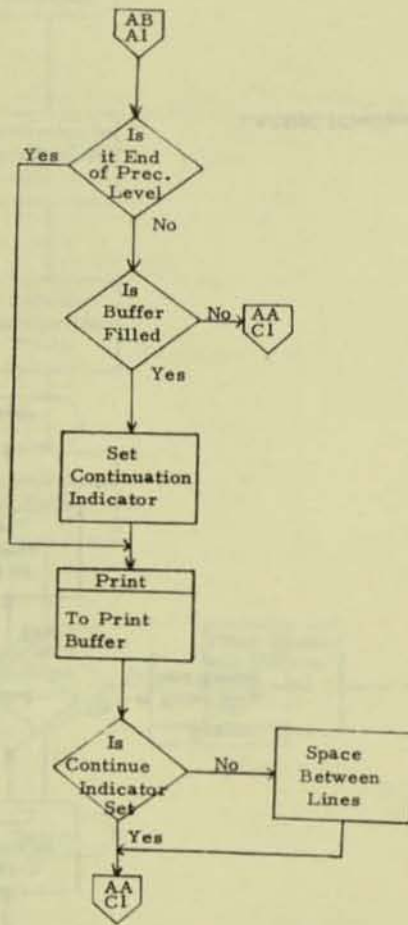 AB
A1
Is
it End
of Prec.
Level
Yes
No
Is
Buffer
Filled
No
AA
C1
Yes
Set
Continuation
Indicator
Print
To Print
Buffer
Is
Continue
Indicator
Set
No
Space
Between
Lines
Yes
AA
C1